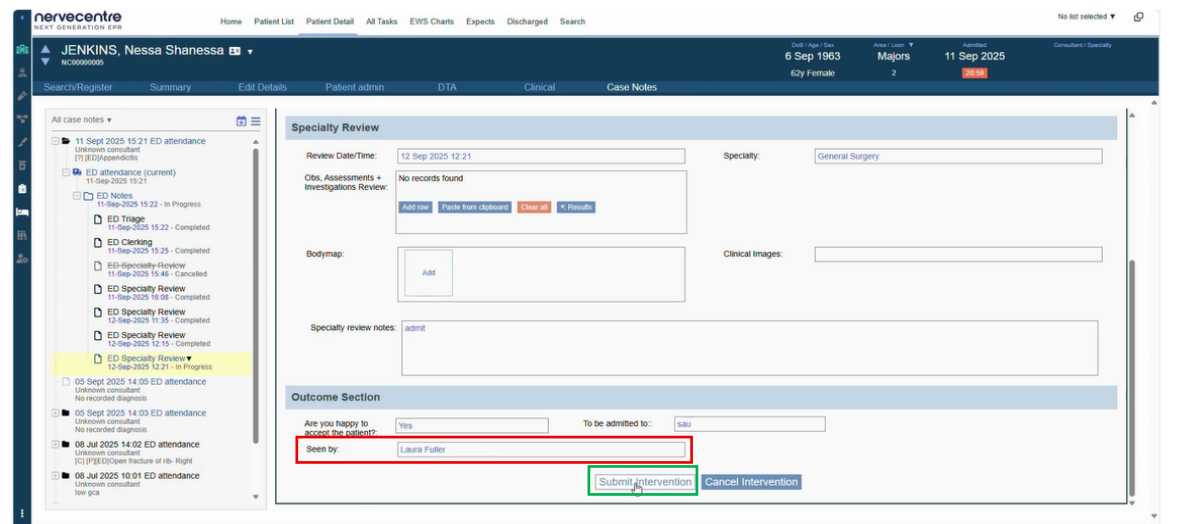 nervecentre
NEXT GENERATION EPR
Home Patient List Patient Detail All Tasks EWS Charts Expects Discharged Search
No list selected ▼
JENKINS, Nessa Shanessa
NC00000005
DoB / Age / Sex
6 Sep 1963
62y Female
Area / Loon ▼
Majors
2
Admitted
11 Sep 2025
20:59
Consultant / Specialty
Search/Register Summary Edit Details Patient admin DTA Clinical Case Notes
All case notes ▾
11 Sept 2025 15:21 ED attendance
Unknown consultant
[?] [ED]Appendicitis
ED attendance (current)
11-Sep-2025 15:21
ED Notes
11-Sep-2025 15:22 - In Progress
ED Triage
11-Sep-2025 15:22 - Completed
ED Clerking
11-Sep-2025 15:25 - Completed
ED Specialty Review
11-Sep-2025 15:46 - Cancelled
ED Specialty Review
11-Sep-2025 16:08 - Completed
ED Specialty Review
12-Sep-2025 11:35 - Completed
ED Specialty Review
12-Sep-2025 12:15 - Completed
ED Specialty Review▾
12-Sep-2025 12:21 - In Progress
05 Sept 2025 14:05 ED attendance
Unknown consultant
No recorded diagnosis
05 Sept 2025 14:03 ED attendance
Unknown consultant
No recorded diagnosis
08 Jul 2025 14:02 ED attendance
Unknown consultant
[C] [P][ED]Open fracture of rib- Right
08 Jul 2025 10:01 ED attendance
Unknown consultant
low gca
Specialty Review
Review Date/Time: 12 Sep 2025 12:21
Specialty: General Surgery
Obs, Assessments +
Investigations Review:
No records found
Add row Paste from clipboard Clear all Results
Bodymap:
Add
Clinical Images:
Specialty review notes: admit
Outcome Section
Are you happy to
accept the patient?:
Yes
To be admitted to:: sau
Seen by: Laura Fuller
Submit Intervention Cancel Intervention